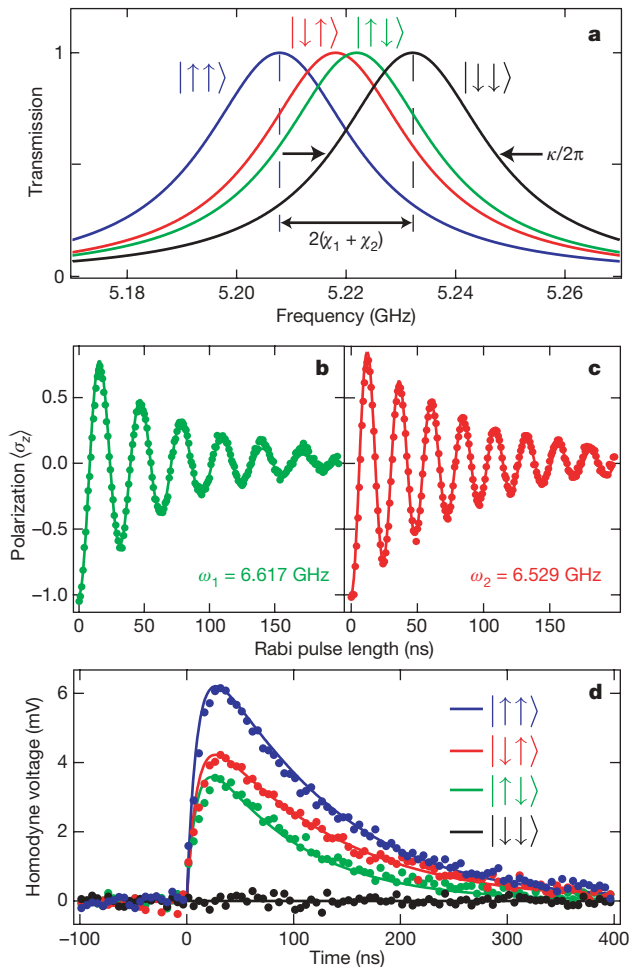 |↑↑⟩ |↓↑⟩ |↑↓⟩ |↓↓⟩ a
Transmission
1
0
κ/2π
2(χ₁ + χ₂)
5.18 5.20 5.22 5.24 5.26
Frequency (GHz)
b c
Polarization ⟨σz⟩
0.5
0.0
−0.5
−1.0
ω₁ = 6.617 GHz ω₂ = 6.529 GHz
0 50 100 150 0 50 100 150
Rabi pulse length (ns)
d
Homodyne voltage (mV)
6
4
2
0
|↑↑⟩
|↓↑⟩
|↑↓⟩
|↓↓⟩
−100 0 100 200 300 400
Time (ns)